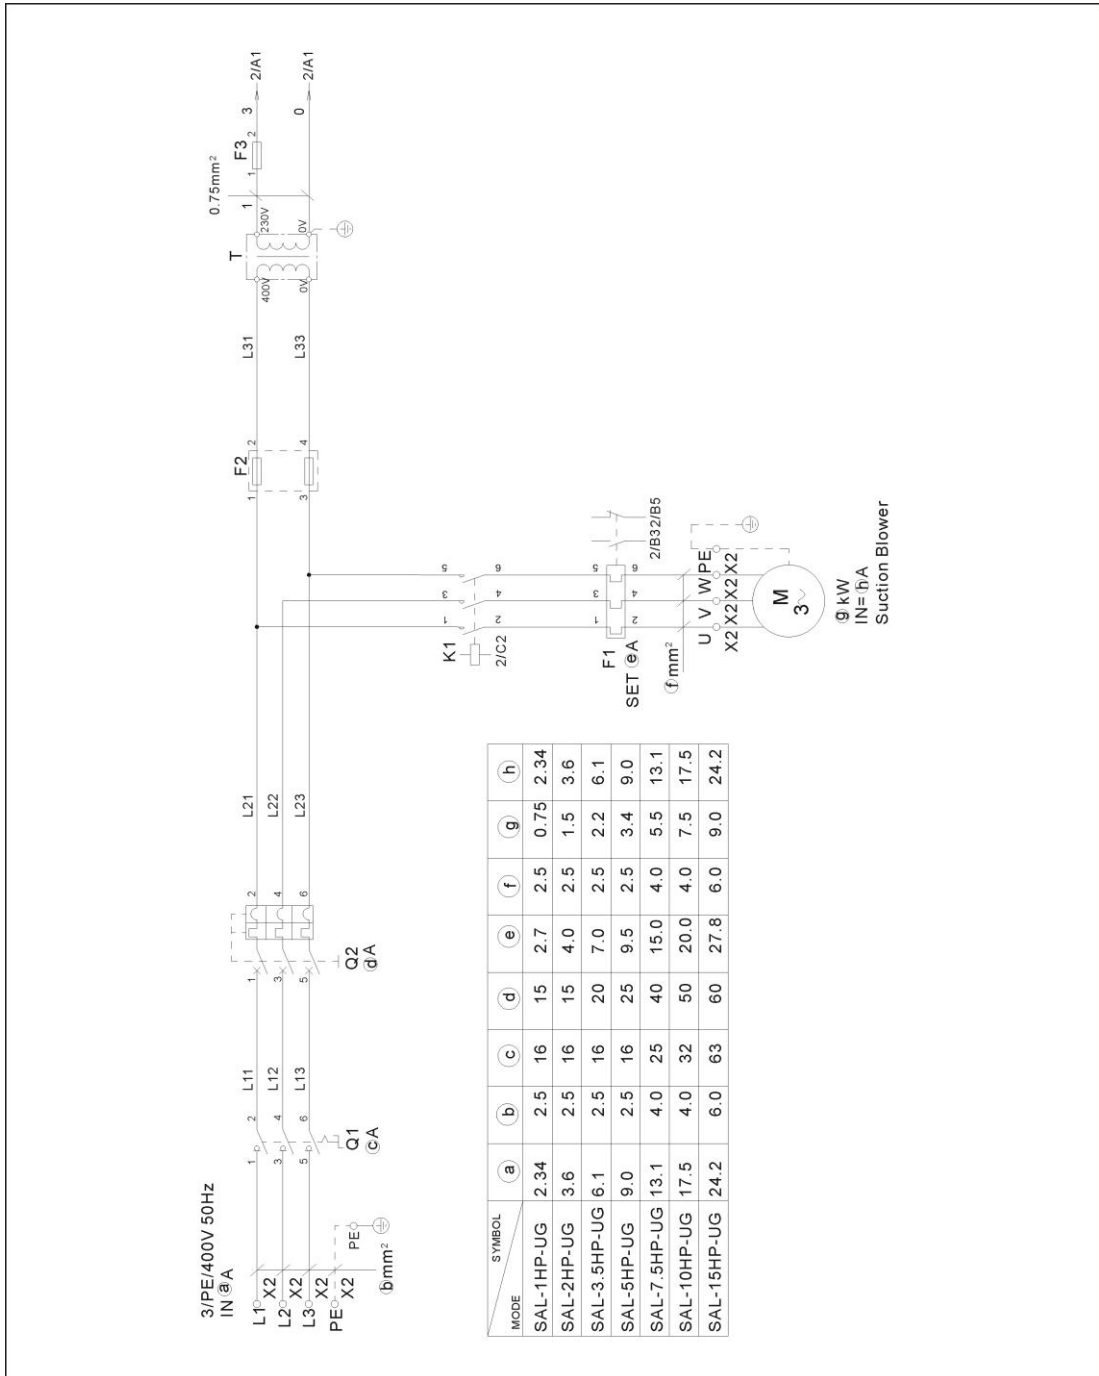 3/PE/400V 50Hz
IN ⓐ A
L1 X2
L2 X2
L3 X2
PE X2
PE
ⓑ mm²
1 2
3 4
5 6
Q1
ⓒ A
L11
L12
L13
1 2
3 4
5 6
Q2
ⓓ A
L21
L22
L23
F2
1 2
3 4
L31
L33
T
400V 230V
0V 0V
0.75mm²
1
F3
1 2
3 2/A1
0 2/A1
K1
2/C2
1 3 5
2 4 6
F1
SET ⓔ A
1 3 5
2 4 6
2/B32/B5
ⓕ mm²
U V W PE
X2 X2 X2 X2
M
3~
ⓖ kW
IN= ⓗ A
Suction Blower
MODE SYMBOL ⓐ ⓑ ⓒ ⓓ ⓔ ⓕ ⓖ ⓗ
SAL-1HP-UG 2.34 2.5 16 15 2.7 2.5 0.75 2.34
SAL-2HP-UG 3.6 2.5 16 15 4.0 2.5 1.5 3.6
SAL-3.5HP-UG 6.1 2.5 16 20 7.0 2.5 2.2 6.1
SAL-5HP-UG 9.0 2.5 16 25 9.5 2.5 3.4 9.0
SAL-7.5HP-UG 13.1 4.0 25 40 15.0 4.0 5.5 13.1
SAL-10HP-UG 17.5 4.0 32 50 20.0 4.0 7.5 17.5
SAL-15HP-UG 24.2 6.0 63 60 27.8 6.0 9.0 24.2